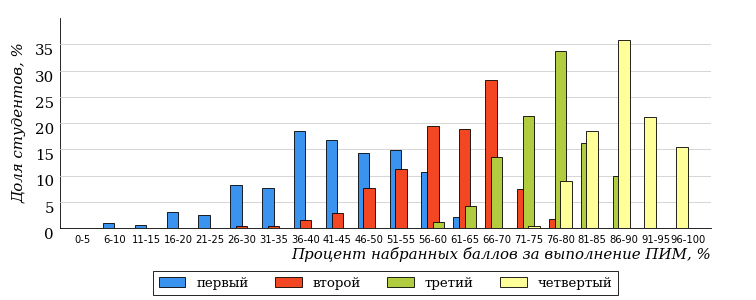 Доля студентов, %
35
30
25
20
15
10
5
0
0-5 6-10 11-15 16-20 21-25 26-30 31-35 36-40 41-45 46-50 51-55 56-60 61-65 66-70 71-75 76-80 81-85 86-90 91-95 96-100
Процент набранных баллов за выполнение ПИМ, %
первый второй третий четвертый